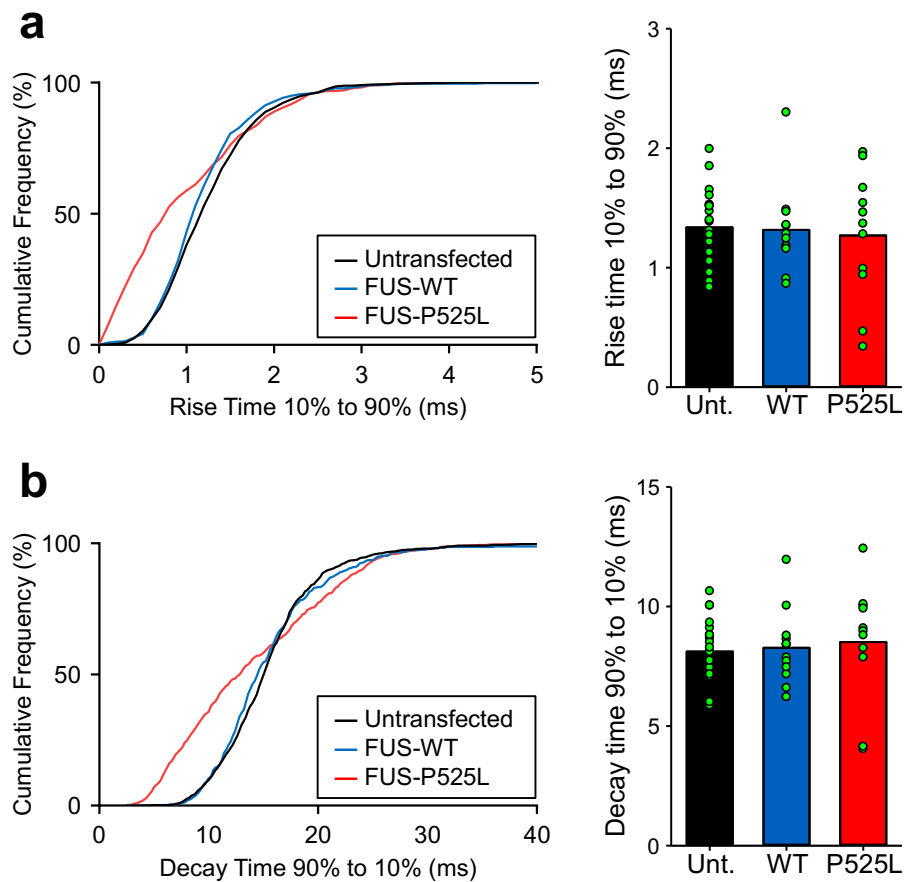 a
Cumulative Frequency (%)
100
50
0
0 1 2 3 4 5
Rise Time 10% to 90% (ms)
Untransfected
FUS-WT
FUS-P525L
Rise time 10% to 90% (ms)
3
2
1
0
Unt. WT P525L
b
Cumulative Frequency (%)
100
50
0
0 10 20 30 40
Decay Time 90% to 10% (ms)
Untransfected
FUS-WT
FUS-P525L
Decay time 90% to 10% (ms)
15
10
5
0
Unt. WT P525L